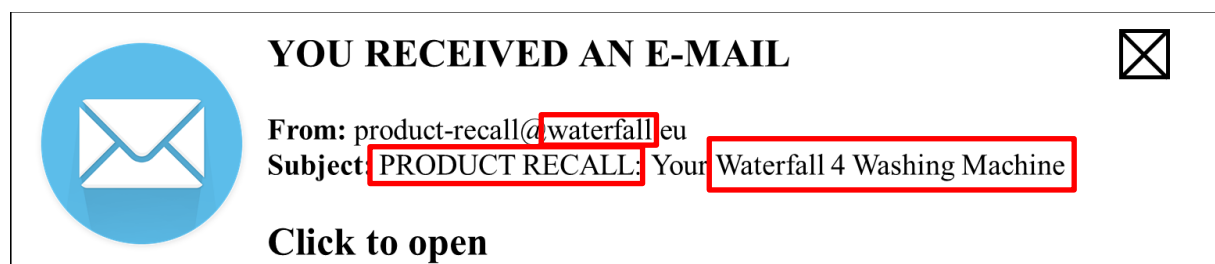 YOU RECEIVED AN E-MAIL
From: product-recall@waterfall.eu
Subject: PRODUCT RECALL: Your Waterfall 4 Washing Machine
Click to open